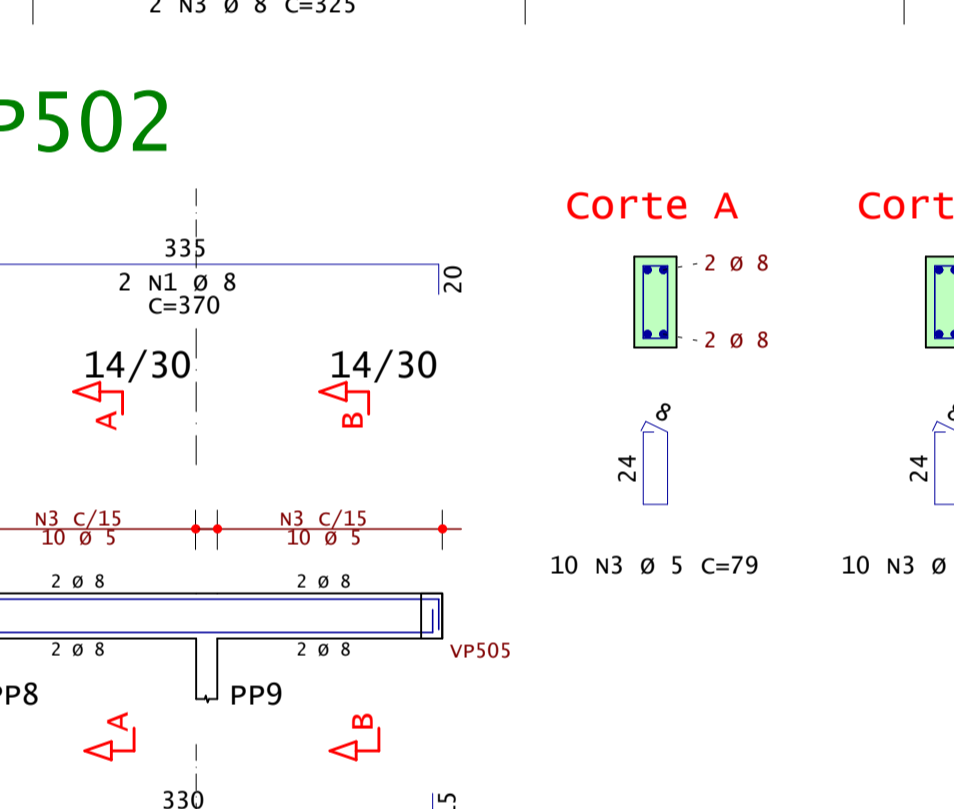 2 N3 Ø 8 C=325
P502
335
2 N1 Ø 8
C=370
20
14/30
14/30
A
B
N3 C/15
10 Ø 5
N3 C/15
10 Ø 5
2 Ø 8
2 Ø 8
2 Ø 8
2 Ø 8
VP505
PP8
PP9
A
B
330
5
Corte A
Cort
2 Ø 8
2 Ø 8
8
24
24
10 N3 Ø 5 C=79
10 N3 Ø